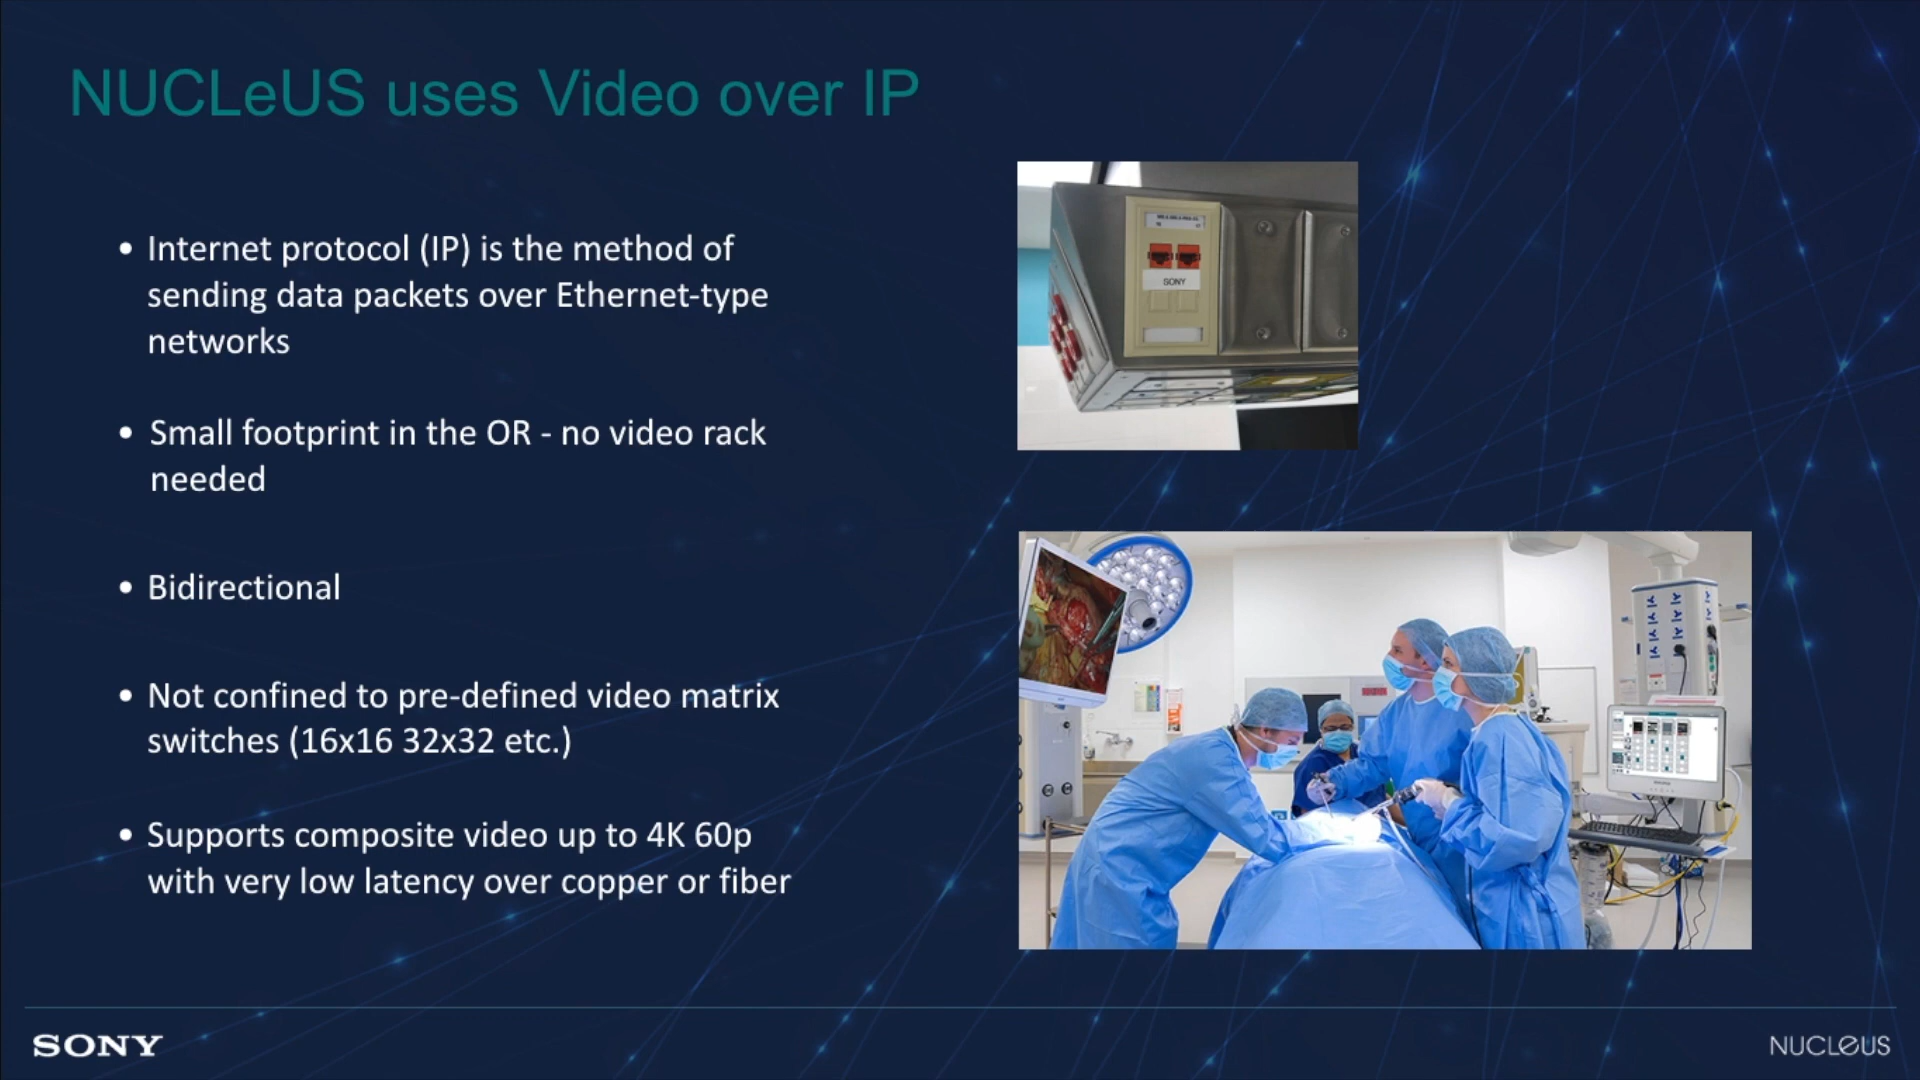 NUCLeUS uses Video over IP
• Internet protocol (IP) is the method of
sending data packets over Ethernet-type
networks
• Small footprint in the OR - no video rack
needed
• Bidirectional
• Not confined to pre-defined video matrix
switches (16x16 32x32 etc.)
• Supports composite video up to 4K 60p
with very low latency over copper or fiber
SONY
SONY
NUCLeUS